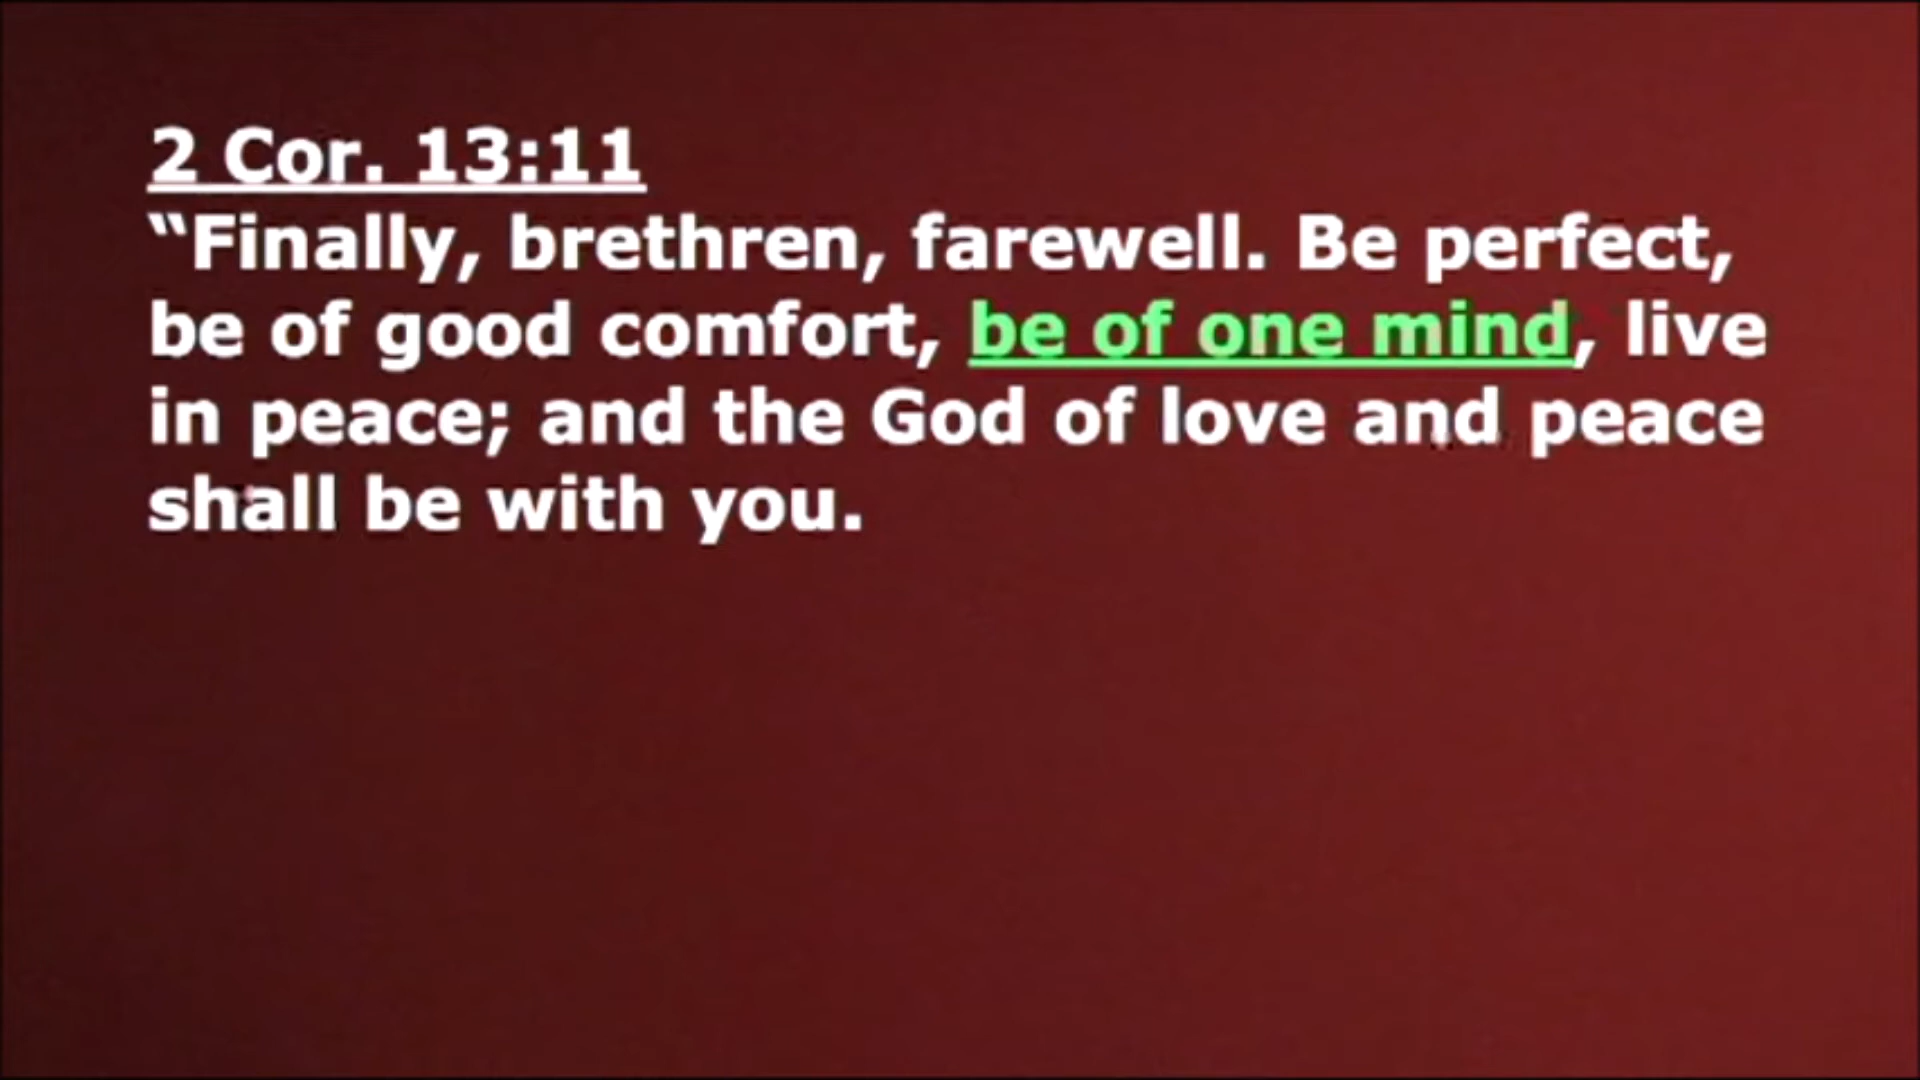 2 Cor. 13:11
“Finally, brethren, farewell. Be perfect,
be of good comfort, be of one mind, live
in peace; and the God of love and peace
shall be with you.